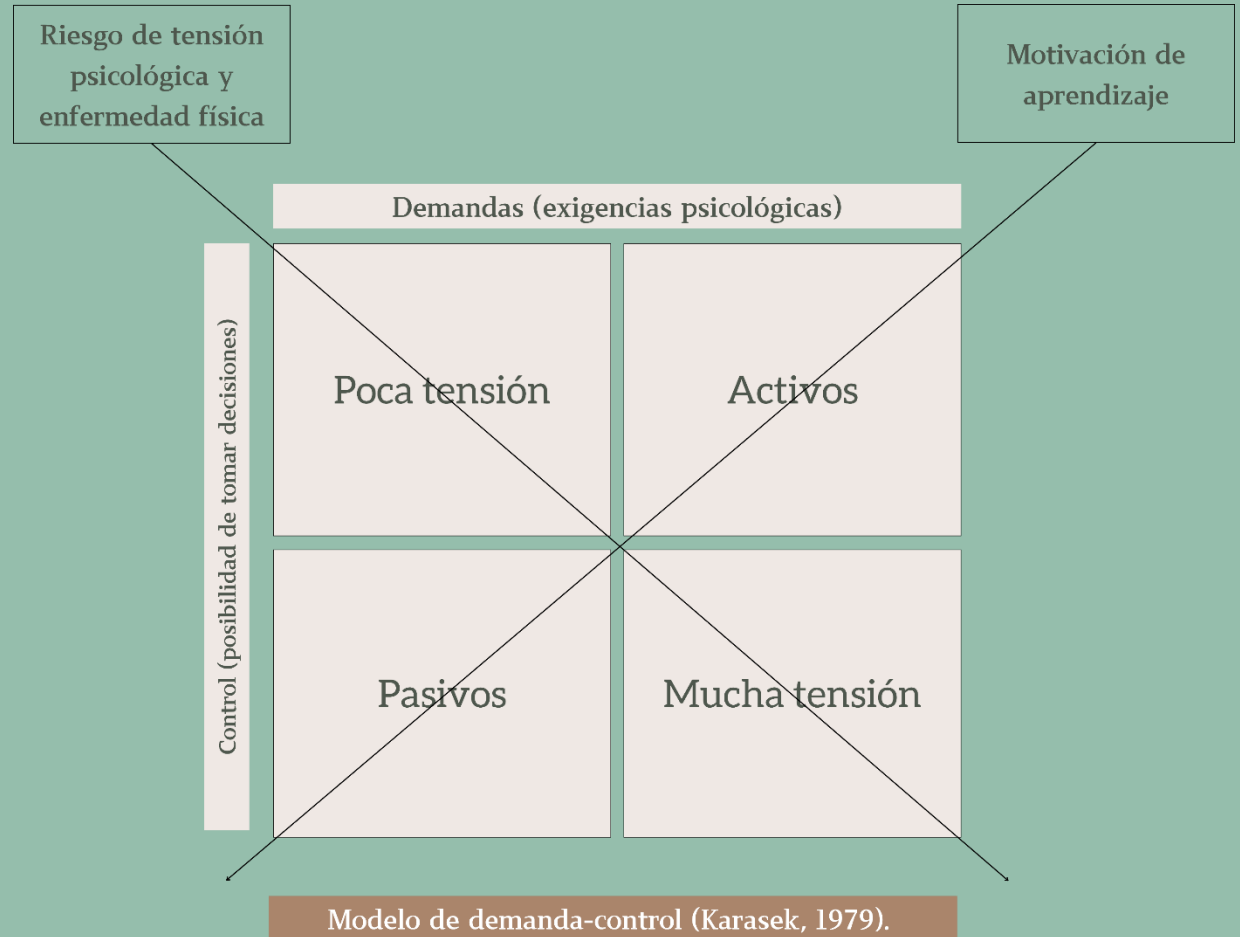 Riesgo de tensión
psicológica y
enfermedad física
Motivación de
aprendizaje
Demandas (exigencias psicológicas)
Control (posibilidad de tomar decisiones)
Poca tensión
Activos
Pasivos
Mucha tensión
Modelo de demanda-control (Karasek, 1979).